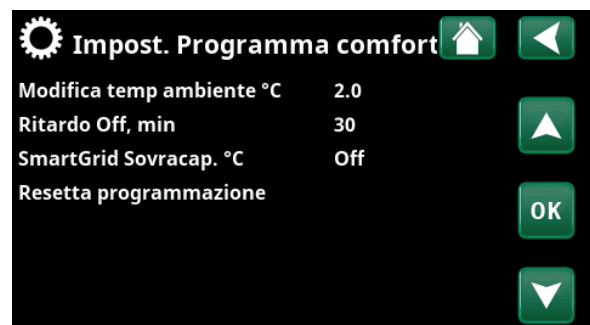 Impost. Programma comfort
Modifica temp ambiente °C 2.0
Ritardo Off, min 30
SmartGrid Sovracap. °C Off
Resetta programmazione
OK